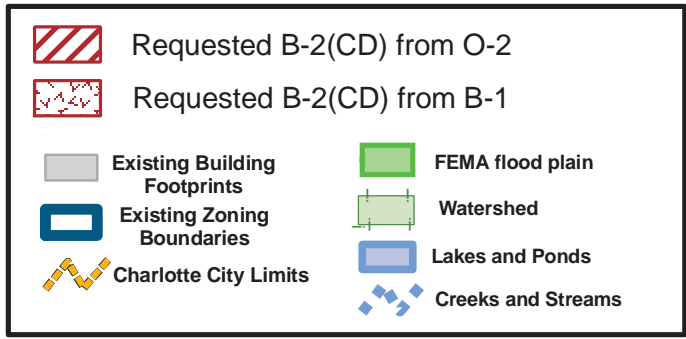 Requested B-2(CD) from O-2
Requested B-2(CD) from B-1
Existing Building
Footprints
Existing Zoning
Boundaries
Charlotte City Limits
FEMA flood plain
Watershed
Lakes and Ponds
Creeks and Streams